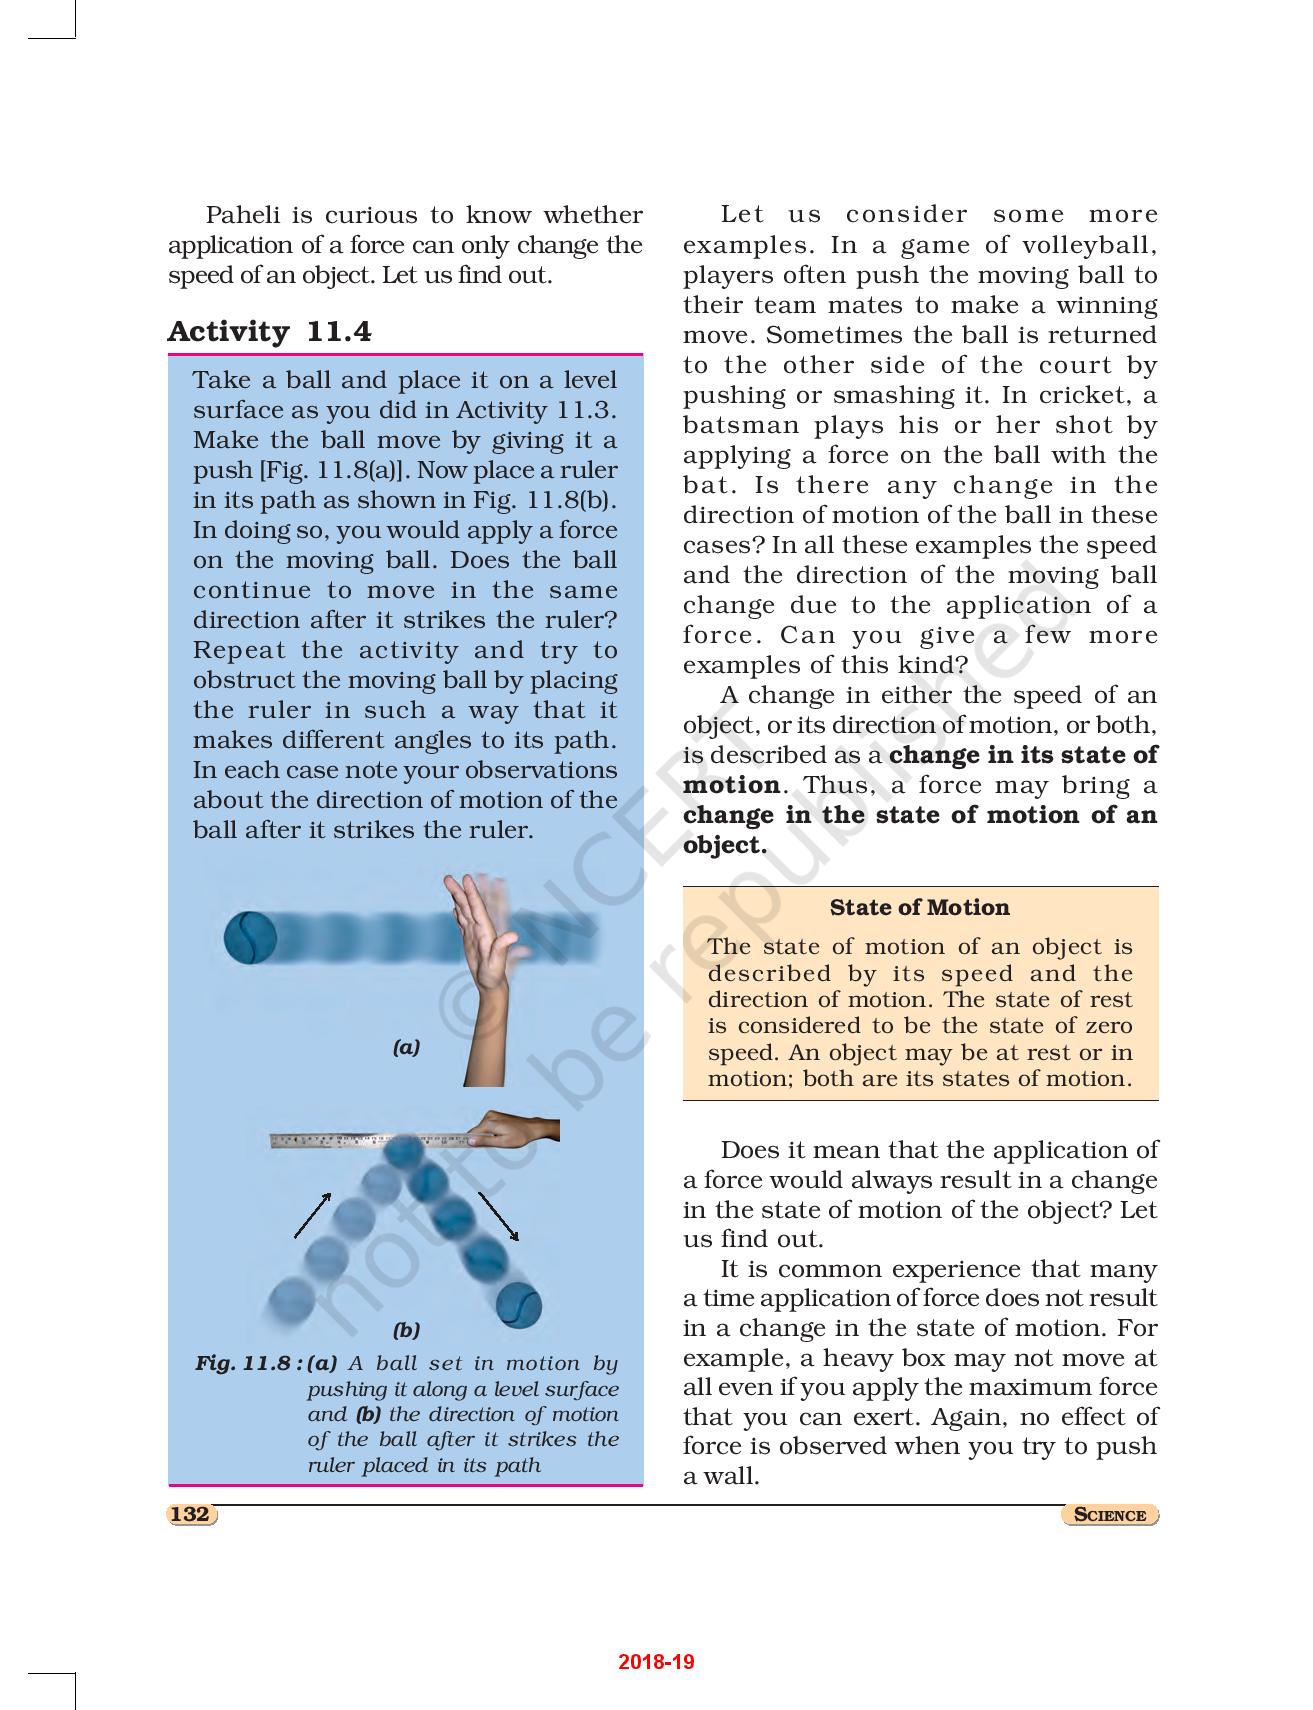 Paheli is curious to know whether
application of a force can only change the
speed of an object. Let us find out.
Activity 11.4
Take a ball and place it on a level
surface as you did in Activity 11.3.
Make the ball move by giving it a
push [Fig. 11.8(a)]. Now place a ruler
in its path as shown in Fig. 11.8(b).
In doing so, you would apply a force
on the moving ball. Does the ball
continue to move in the same
direction after it strikes the ruler?
Repeat the activity and try to
obstruct the moving ball by placing
the ruler in such a way that it
makes different angles to its path.
In each case note your observations
about the direction of motion of the
ball after it strikes the ruler.
(a)
(b)
Fig. 11.8 : (a) A ball set in motion by
pushing it along a level surface
and (b) the direction of motion
of the ball after it strikes the
ruler placed in its path
Let us consider some more
examples. In a game of volleyball,
players often push the moving ball to
their team mates to make a winning
move. Sometimes the ball is returned
to the other side of the court by
pushing or smashing it. In cricket, a
batsman plays his or her shot by
applying a force on the ball with the
bat. Is there any change in the
direction of motion of the ball in these
cases? In all these examples the speed
and the direction of the moving ball
change due to the application of a
force. Can you give a few more
examples of this kind?
A change in either the speed of an
object, or its direction of motion, or both,
is described as a change in its state of
motion. Thus, a force may bring a
change in the state of motion of an
object.
State of Motion
The state of motion of an object is
described by its speed and the
direction of motion. The state of rest
is considered to be the state of zero
speed. An object may be at rest or in
motion; both are its states of motion.
Does it mean that the application of
a force would always result in a change
in the state of motion of the object? Let
us find out.
It is common experience that many
a time application of force does not result
in a change in the state of motion. For
example, a heavy box may not move at
all even if you apply the maximum force
that you can exert. Again, no effect of
force is observed when you try to push
a wall.
© NCERT
not to be republished
132
SCIENCE
2018-19